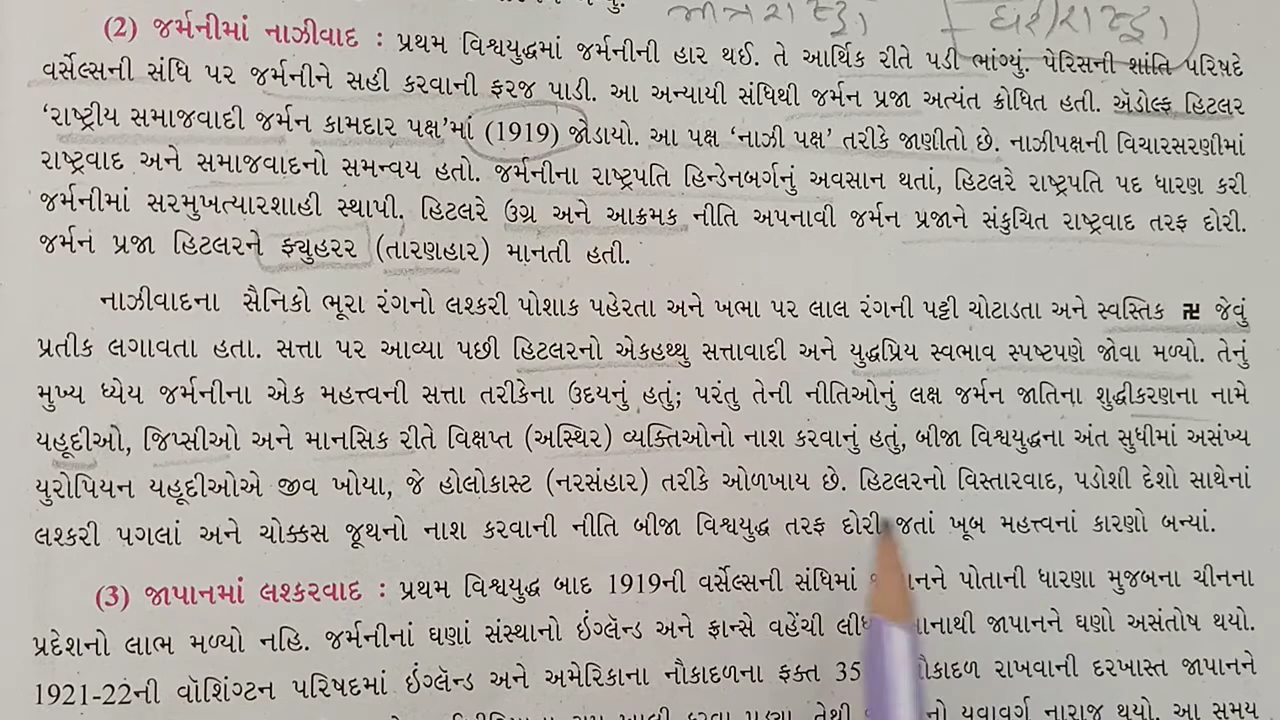 મિત્રરાષ્ટ્રો ધરીરાષ્ટ્રો
(2) જર્મનીમાં નાઝીવાદ : પ્રથમ વિશ્વયુદ્ધમાં જર્મનીની હાર થઈ. તે આર્થિક રીતે પડી ભાંગ્યું. પેરિસની શાંતિ પરિષદે
વર્સેલ્સની સંધિ પર જર્મનીને સહી કરવાની ફરજ પાડી. આ અન્યાયી સંધિથી જર્મન પ્રજા અત્યંત ક્રોધિત હતી. ઍડોલ્ફ હિટલર
‘રાષ્ટ્રીય સમાજવાદી જર્મન કામદાર પક્ષ’માં (1919) જોડાયો. આ પક્ષ ‘નાઝી પક્ષ’ તરીકે જાણીતો છે. નાઝીપક્ષની વિચારસરણીમાં
રાષ્ટ્રવાદ અને સમાજવાદનો સમન્વય હતો. જર્મનીના રાષ્ટ્રપતિ હિન્ડેનબર્ગનું અવસાન થતાં, હિટલરે રાષ્ટ્રપતિ પદ ધારણ કરી
જર્મનીમાં સરમુખત્યારશાહી સ્થાપી. હિટલરે ઉગ્ર અને આક્રમક નીતિ અપનાવી જર્મન પ્રજાને સંકુચિત રાષ્ટ્રવાદ તરફ દોરી.
જર્મન પ્રજા હિટલરને ફ્યુહરર (તારણહાર) માનતી હતી.
નાઝીવાદના સૈનિકો ભૂરા રંગનો લશ્કરી પોશાક પહેરતા અને ખભા પર લાલ રંગની પટ્ટી ચોટાડતા અને સ્વસ્તિક 卐 જેવું
પ્રતીક લગાવતા હતા. સત્તા પર આવ્યા પછી હિટલરનો એકહથ્થુ સત્તાવાદી અને યુદ્ધપ્રિય સ્વભાવ સ્પષ્ટપણે જોવા મળ્યો. તેનું
મુખ્ય ધ્યેય જર્મનીના એક મહત્ત્વની સત્તા તરીકેના ઉદયનું હતું; પરંતુ તેની નીતિઓનું લક્ષ જર્મન જાતિના શુદ્ધીકરણના નામે
યહૂદીઓ, જિપ્સીઓ અને માનસિક રીતે વિક્ષપ્ત (અસ્થિર) વ્યક્તિઓનો નાશ કરવાનું હતું, બીજા વિશ્વયુદ્ધના અંત સુધીમાં અસંખ્ય
યુરોપિયન યહૂદીઓએ જીવ ખોયા, જે હોલોકાસ્ટ (નરસંહાર) તરીકે ઓળખાય છે. હિટલરનો વિસ્તારવાદ, પડોશી દેશો સાથેનાં
લશ્કરી પગલાં અને ચોક્કસ જૂથનો નાશ કરવાની નીતિ બીજા વિશ્વયુદ્ધ તરફ દોરી જતાં ખૂબ મહત્ત્વનાં કારણો બન્યાં.
(3) જાપાનમાં લશ્કરવાદ : પ્રથમ વિશ્વયુદ્ધ બાદ 1919ની વર્સેલ્સની સંધિમાં પોતાની ધારણા મુજબના ચીનના
પ્રદેશનો લાભ મળ્યો નહિ. જર્મનીનાં ઘણાં સંસ્થાનો ઇંગ્લૅન્ડ અને ફ્રાન્સે વહેંચી જાપાનને ઘણો અસંતોષ થયો.
1921-22ની વૉશિંગ્ટન પરિષદમાં ઇંગ્લૅન્ડ અને અમેરિકાના નૌકાદળના ફક્ત 35 રાખવાની દરખાસ્ત જાપાનને
તેથી યુવાવર્ગ નારાજ થયો. આ સમય